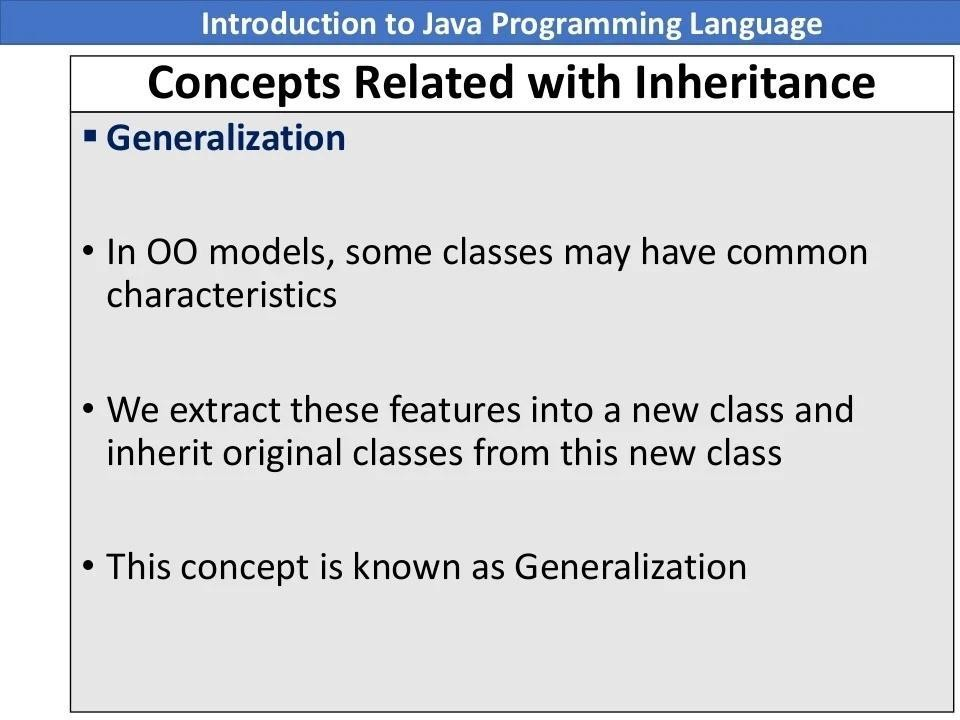 Introduction to Java Programming Language
Concepts Related with Inheritance
▪ Generalization
• In OO models, some classes may have common
characteristics
• We extract these features into a new class and
inherit original classes from this new class
• This concept is known as Generalization